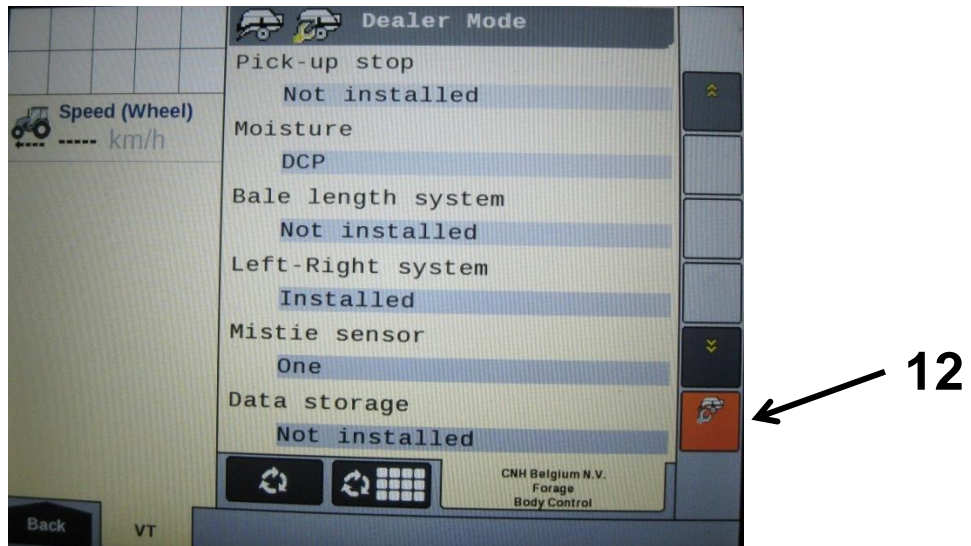 Dealer Mode
Pick-up stop
Not installed
Speed (Wheel)
----- km/h
Moisture
DCP
Bale length system
Not installed
Left-Right system
Installed
Mistie sensor
One
12
Data storage
Not installed
CNH Belgium N.V.
Forage
Body Control
Back
VT